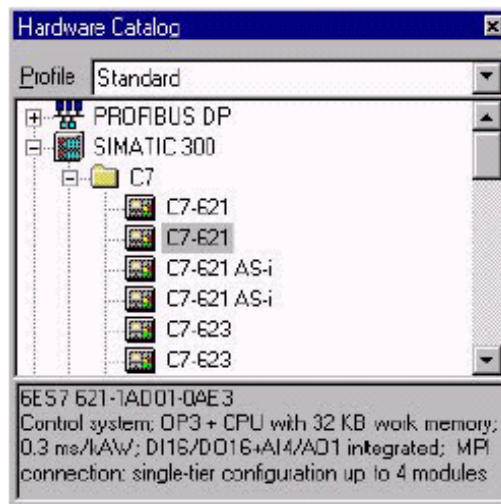 Hardware Catalog
Profile Standard
PROFIBUS DP
SIMATIC 300
C7
C7-621
C7-621
C7-621 AS-i
C7-621 AS-i
C7-623
C7-623
6ES7 621-1AD01-0AE3
Control system; OP3 + CPU with 32 KB work memory;
0.3 ms/kAW; DI16/DO16+AI4/AO1 integrated; MPI
connection: single-tier configuration up to 4 modules